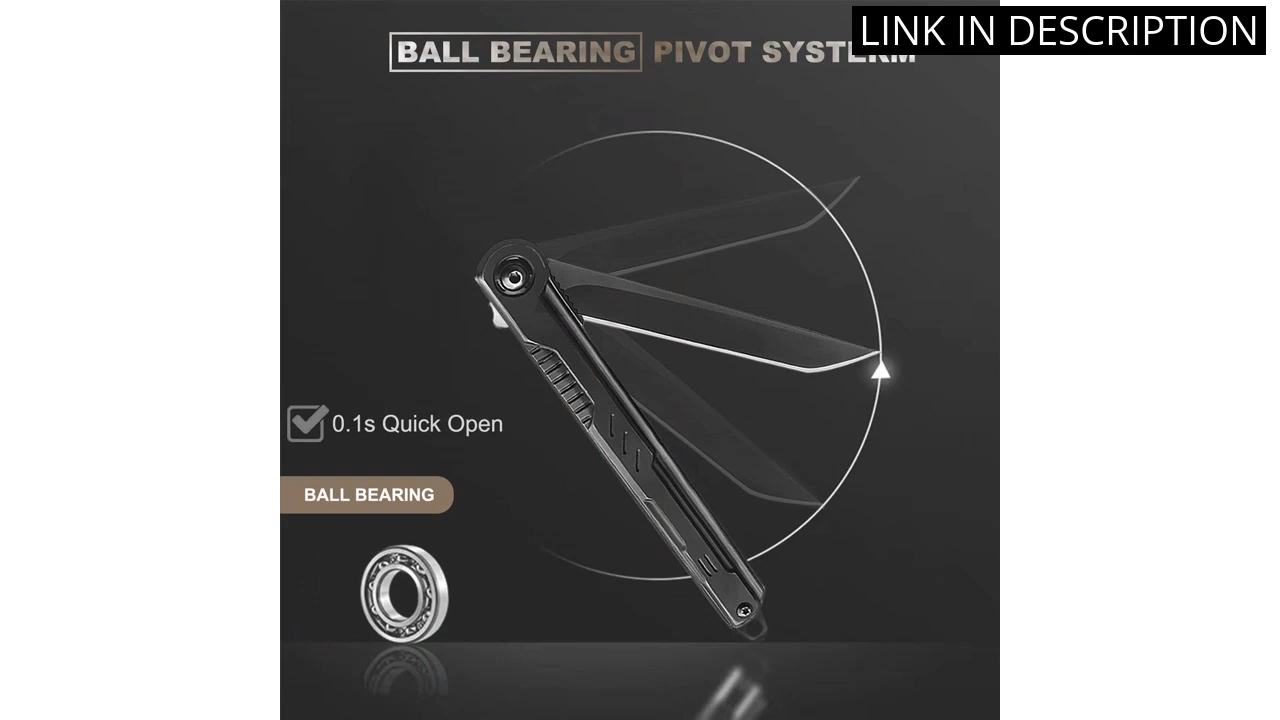 LINK IN DESCRIPTION
BALL BEARING PIVOT SYSTERM
0.1s Quick Open
BALL BEARING